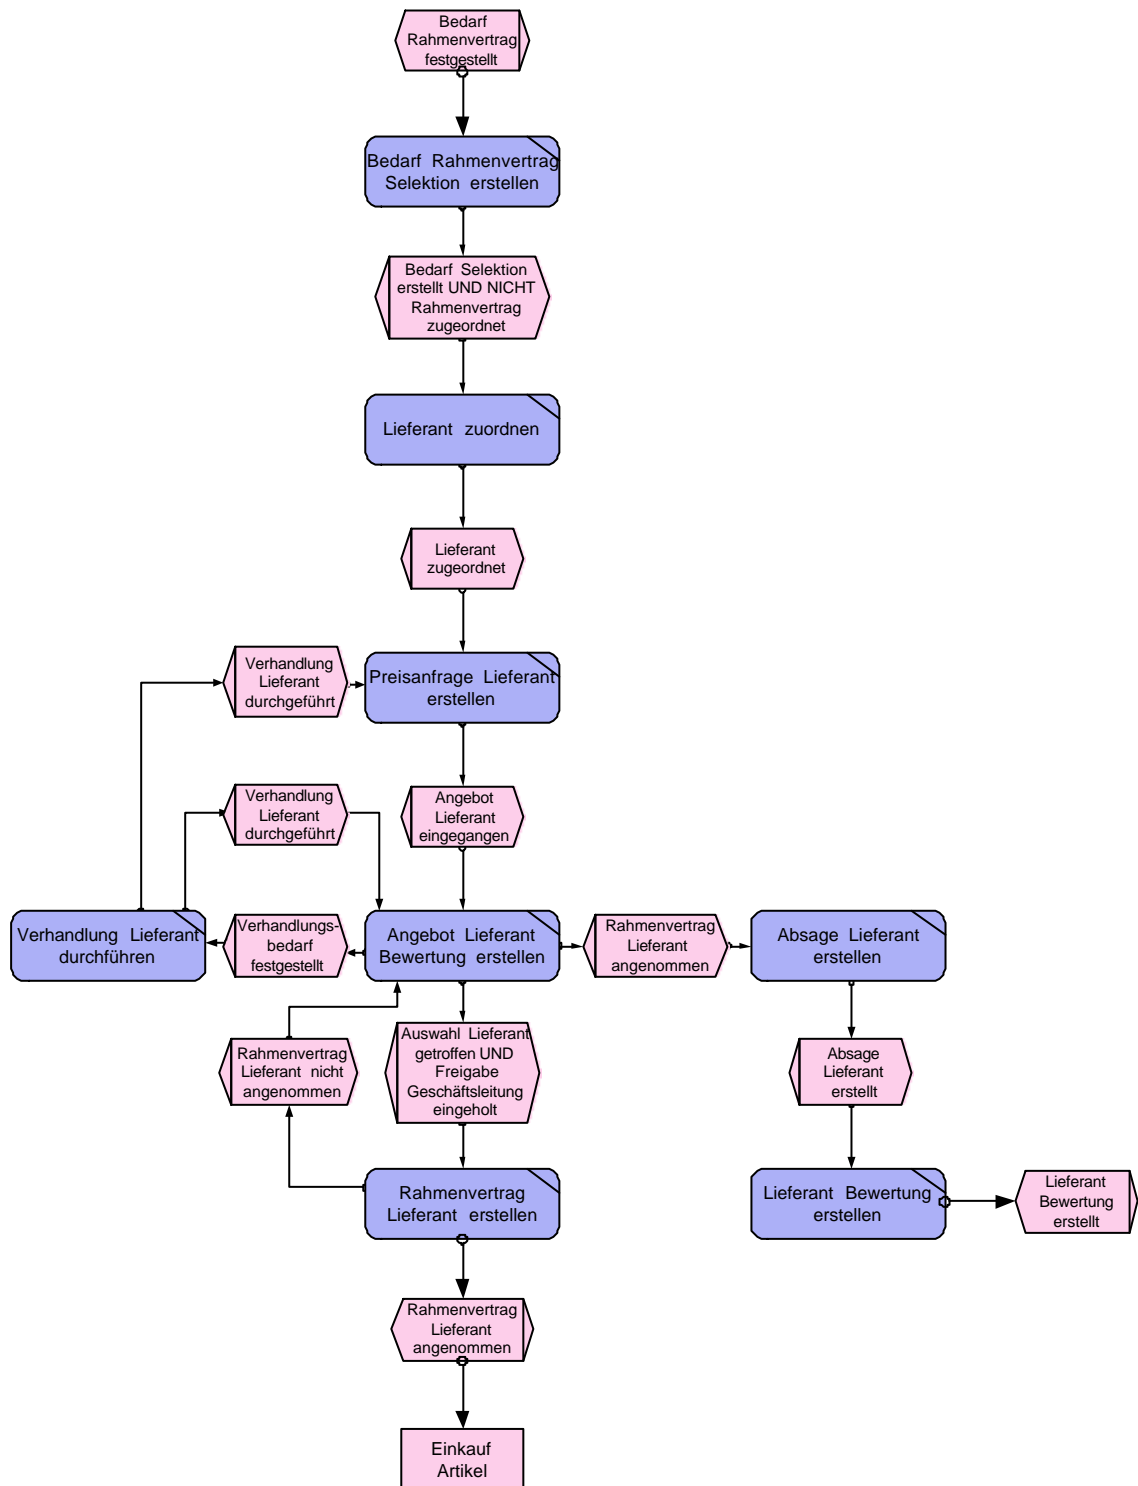 Bedarf
Rahmenvertrag
festgestellt
Bedarf Rahmenvertrag
Selektion erstellen
Bedarf Selektion
erstellt UND NICHT
Rahmenvertrag
zugeordnet
Lieferant zuordnen
Lieferant
zugeordnet
Verhandlung
Lieferant
durchgeführt
Preisanfrage Lieferant
erstellen
Verhandlung
Lieferant
durchgeführt
Angebot
Lieferant
eingegangen
Verhandlung Lieferant
durchführen
Verhandlungs-
bedarf
festgestellt
Angebot Lieferant
Bewertung erstellen
Rahmenvertrag
Lieferant
angenommen
Absage Lieferant
erstellen
Rahmenvertrag
Lieferant nicht
angenommen
Auswahl Lieferant
getroffen UND
Freigabe
Geschäftsleitung
eingeholt
Absage
Lieferant
erstellt
Rahmenvertrag
Lieferant erstellen
Lieferant Bewertung
erstellen
Lieferant
Bewertung
erstellt
Rahmenvertrag
Lieferant
angenommen
Einkauf
Artikel